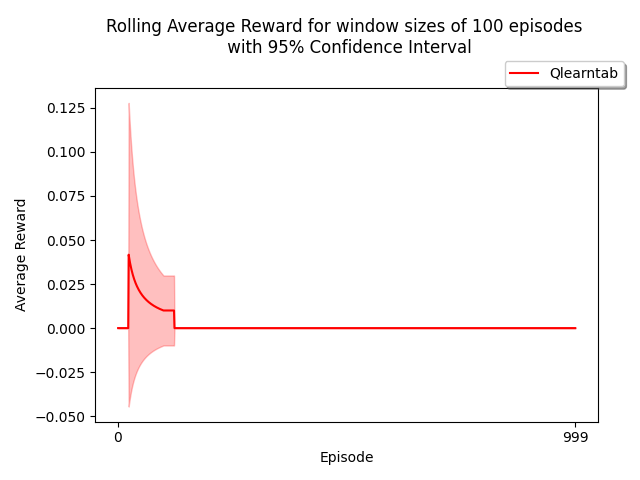 Rolling Average Reward for window sizes of 100 episodes
with 95% Confidence Interval
Qlearntab
0.125
0.100
0.075
0.050
0.025
0.000
−0.025
−0.050
Average Reward
0
999
Episode